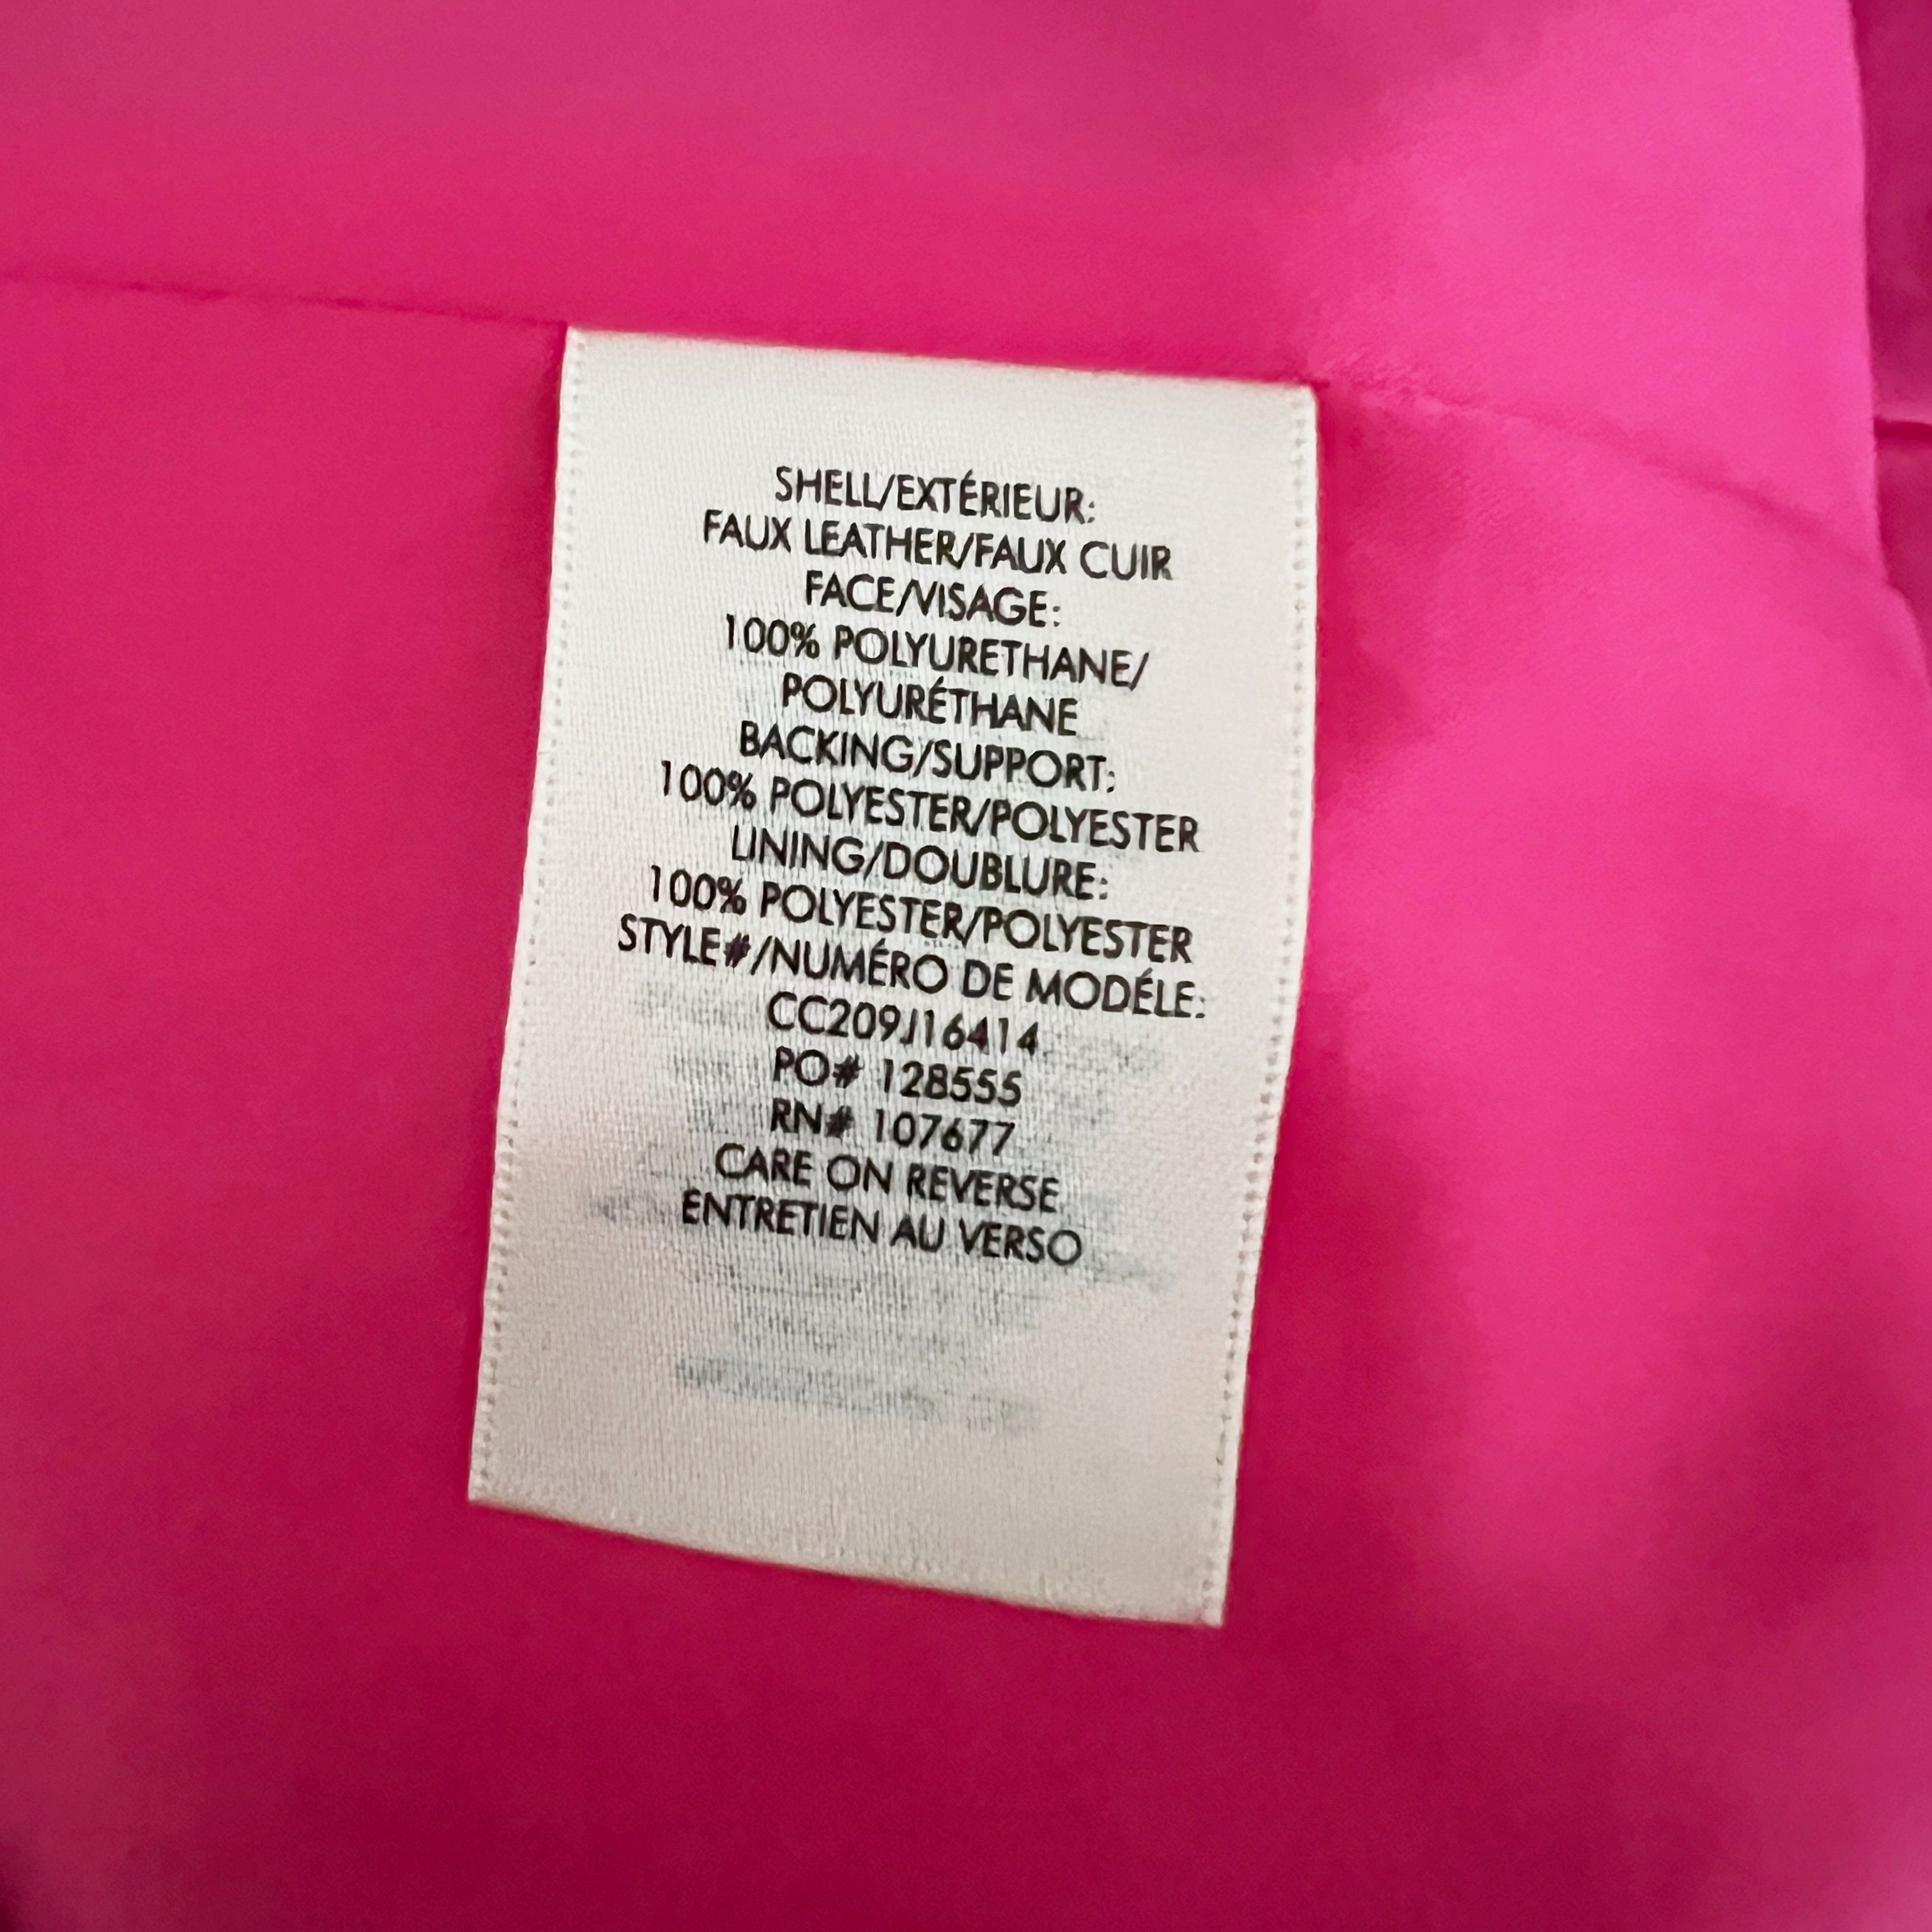 SHELL/EXTÉRIEUR:
FAUX LEATHER/FAUX CUIR
FACE/VISAGE:
100% POLYURETHANE/
POLYURÉTHANE
BACKING/SUPPORT:
100% POLYESTER/POLYESTER
LINING/DOUBLURE:
100% POLYESTER/POLYESTER
STYLE#/NUMÉRO DE MODÉLE:
CC209J16414
PO# 128555
RN# 107677
CARE ON REVERSE
ENTRETIEN AU VERSO